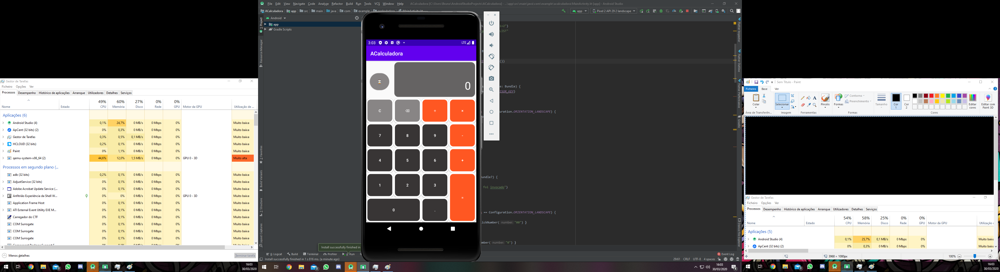 Gestor de Tarefas
Ficheiro Opções Ver
Processos Desempenho Histórico de aplicações Arranque Utilizadores Detalhes Serviços
49% 60% 27% 0% 0%
Nome Estado CPU Memória Disco Rede GPU Motor da GPU Utilização de ...
Aplicações (6)
Android Studio (4) 0,1% 24,7% 0 MB/s 0 Mbps 0% Muito baixa
ApCent (32 bits) (2) 0% 0,3% 0 MB/s 0 Mbps 0% Muito baixa
Gestor de Tarefas 0,3% 0,5% 0,1 MB/s 0 Mbps 0% Muito baixa
HCLOUD (32 bits) 0,2% 0,1% 0 MB/s 0 Mbps 0% Muito baixa
Paint 0% 1,1% 0 MB/s 0 Mbps 0% Muito baixa
qemu-system-x86_64 (2) 44,6% 12,0% 1,5 MB/s 0 Mbps 0% GPU 0 - 3D Muito alta
Processos em segundo plano (...
adb (32 bits) 0,2% 0,1% 0 MB/s 0 Mbps 0% Muito baixa
AdjustService (32 bits) 0% 0,1% 0 MB/s 0 Mbps 0% Muito baixa
Adobe Acrobat Update Service (... 0% 0,1% 0 MB/s 0 Mbps 0% Muito baixa
Anfitrião Experiência da Shell W... 0% 0% 0 MB/s 0 Mbps 0% GPU 0 - 3D Muito baixa
Application Frame Host 0% 0,1% 0 MB/s 0 Mbps 0% Muito baixa
ATI External Event Utility EXE M... 0% 0,1% 0 MB/s 0 Mbps 0% Muito baixa
Carregador do CTF 0% 0,1% 0 MB/s 0 Mbps 0% Muito baixa
COM Surrogate 0% 0,1% 0 MB/s 0 Mbps 0% Muito baixa
COM Surrogate 0% 0,1% 0 MB/s 0 Mbps 0% Muito baixa
COM Surrogate 0% 0,1% 0 MB/s 0 Mbps 0% Muito baixa
Menos detalhes Terminar tarefa
16:03
30/03/2020
File Edit View Navigate Code Analyze Refactor Build Run Tools VCS Window Help ACalculadora [C:\Users\Bruno\AndroidStudioProjects\ACalculadora] - ...\app\src\main\java\com\example\acalculadora\MainActivity.kt [app] - Android Studio
ACalculadora app src main java com example acalculadora MainActivity.kt app Pixel 2 API 29 2 landscape
Android
app
Gradle Scripts
1: Project
Resource Manager
2: Favorites
Build Variants
7: Structure
Layout Captures
1=2")
LIST"
B
())
e: Bundle) {
ISOR_KEY)
uration.ORIENTATION_LANDSCAPE) {
undle?) {
foi invocado")
== Configuration.ORIENTATION_LANDSCAPE) {
ickNumber( number: "00") }
mber( number: "0") }
3:03 LTE
ACalculadora
0
C ⌫ ÷ ×
7 8 9 -
4 5 6 +
1 2 3 =
0 .
Flutter Inspector
Flutter Outline
Flutter Performance
Gradle
Device File Explorer
Install successfully finished in
6: Logcat Build Terminal Profiler 4: Run 3 Event Log
Install successfully finished in 1 s 816 ms. (a minute ago) 29:61 CRLF UTF-8 4 spaces
16:03
30/03/2020
Sem Título - Paint
Ficheiro Base Ver
Colar Selecionar Pincéis Formas Contorno Preenchimento Tamanho Cor 1 Cor 2 Editar cores Editar com Paint 3D
Área de Transferên... Imagem Ferramentas Formas Cores
Gestor de Tarefas
Ficheiro Opções Ver
Processos Desempenho Histórico de aplicações Arranque Utilizadores Detalhes Serviços
54% 58% 25% 0% 0%
Nome Estado CPU Memória Disco Rede GPU Motor da GPU Utilização
Aplicações (5)
Android Studio (4) 0,1% 25,7% 0,1 MB/s 0 Mbps 0% Muito baixa
ApCent (32 bits) (2) 0% 0,3% 0 MB/s 0 Mbps 0% Muito baixa
3968 × 1080px 100%
16:03
30/03/2020